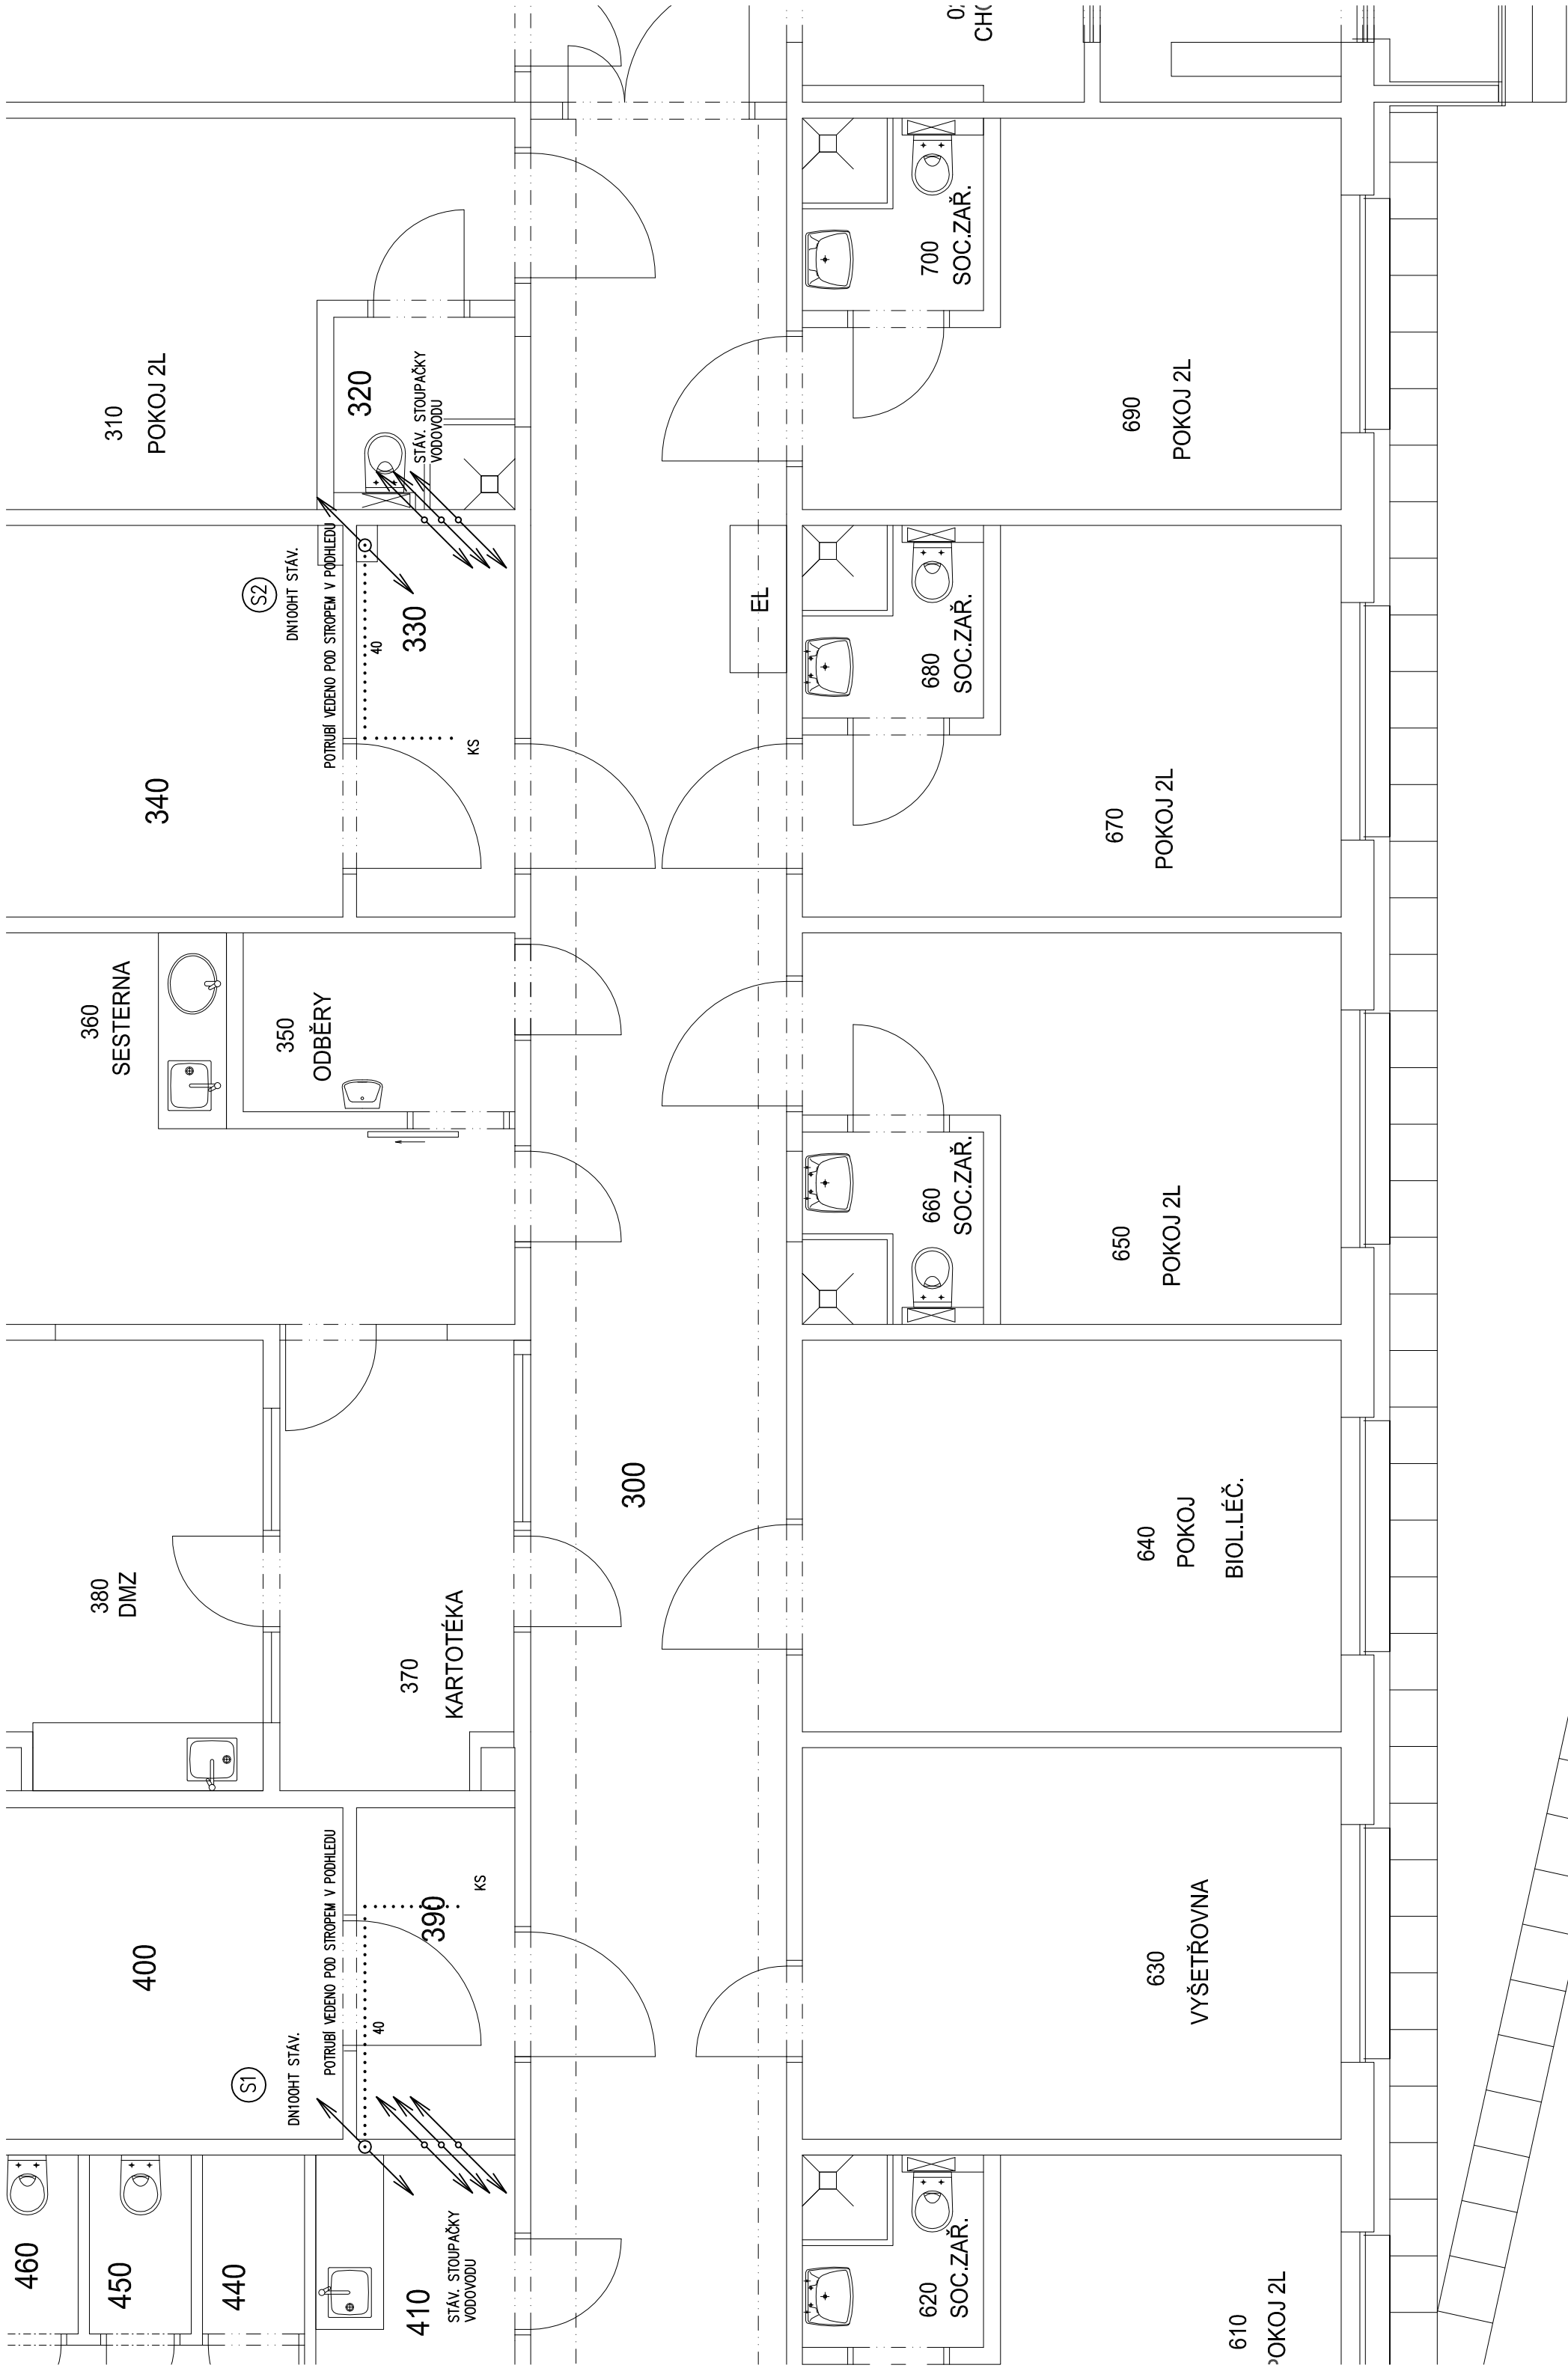 310
POKOJ 2L
320
STÁV. STOUPAČKY
VODOVODU
S2
DN100HT STÁV.
POTRUBÍ VEDENO POD STROPEM V PODHLEDU
40
330
KS
340
EL
360
SESTERNA
350
ODBĚRY
380
DMZ
370
KARTOTÉKA
300
400
390
KS
S1
DN100HT STÁV.
POTRUBÍ VEDENO POD STROPEM V PODHLEDU
40
460
450
440
410
STÁV. STOUPAČKY
VODOVODU
700
SOC.ZAŘ.
690
POKOJ 2L
680
SOC.ZAŘ.
670
POKOJ 2L
660
SOC.ZAŘ.
650
POKOJ 2L
640
POKOJ
BIOL.LÉČ.
630
VYŠETŘOVNA
620
SOC.ZAŘ.
610
POKOJ 2L